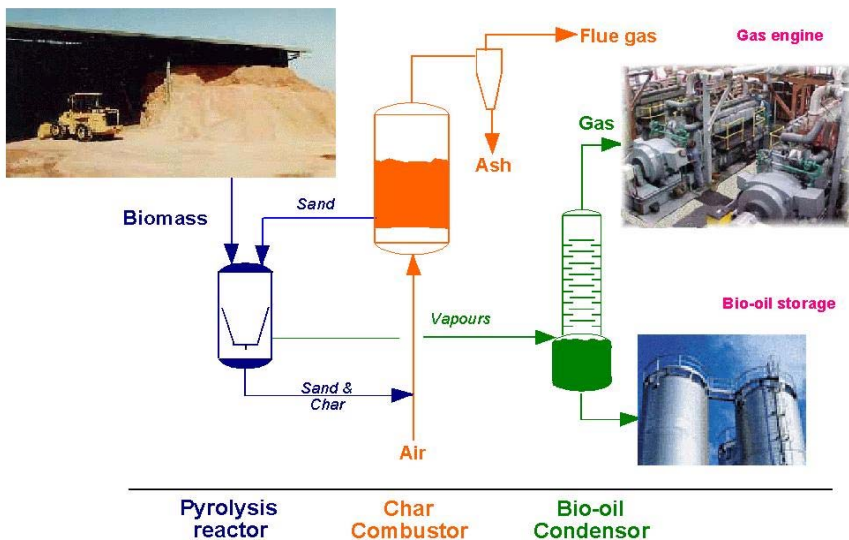 Flue gas
Gas engine
Gas
Ash
Biomass
Sand
Vapours
Bio-oil storage
Sand &
Char
Air
Pyrolysis
reactor
Char
Combustor
Bio-oil
Condensor